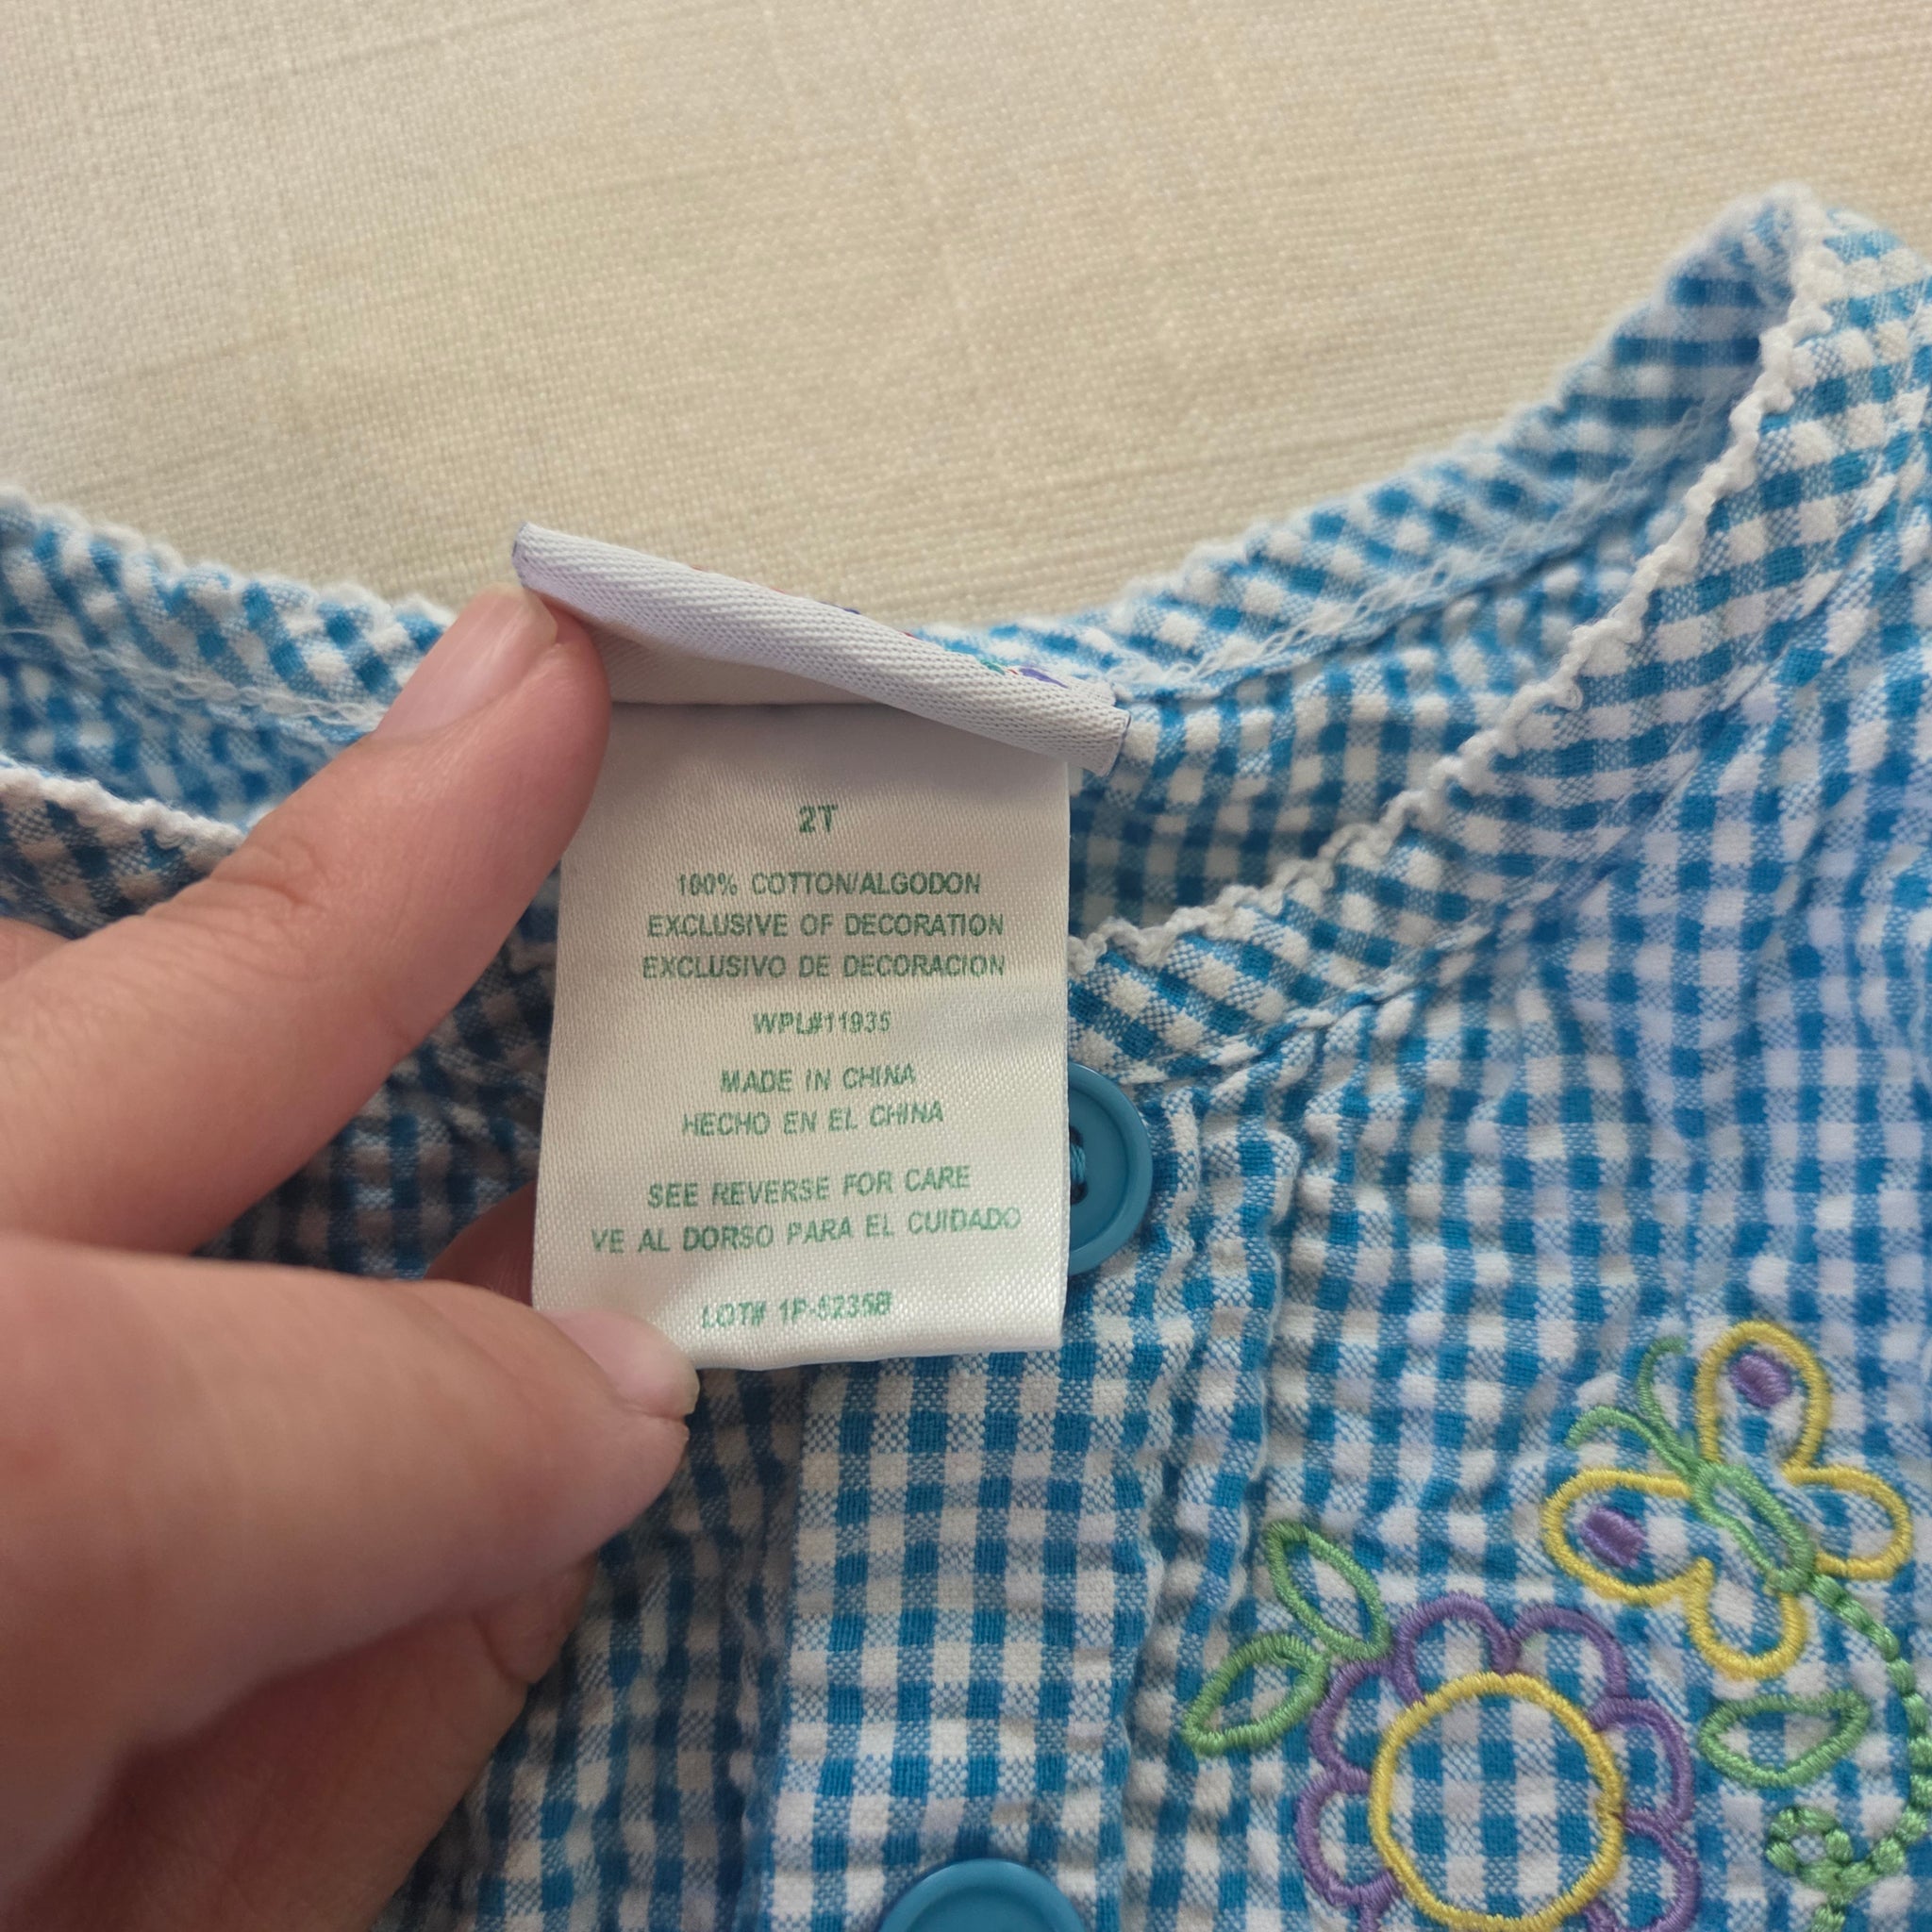 2T
100% COTTON/ALGODON
EXCLUSIVE OF DECORATION
EXCLUSIVO DE DECORACION
WPL#11935
MADE IN CHINA
HECHO EN EL CHINA
SEE REVERSE FOR CARE
VE AL DORSO PARA EL CUIDADO
LOT# 1P-5235B